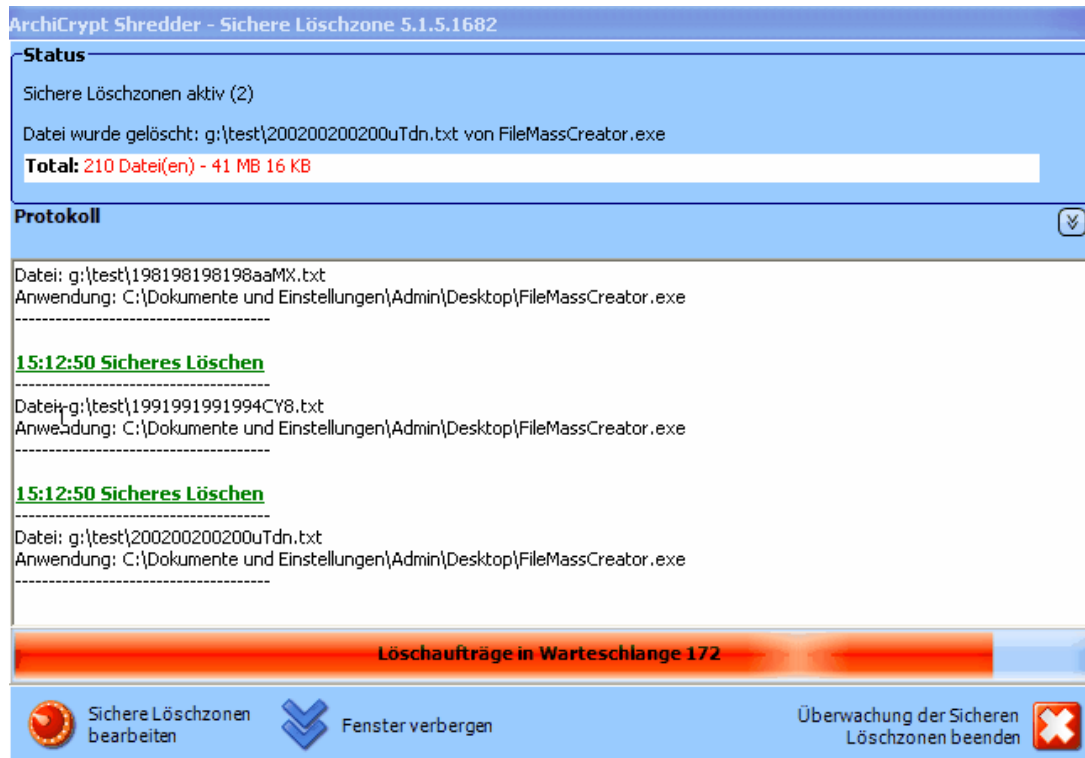 ArchiCrypt Shredder - Sichere Löschzone 5.1.5.1682
Status
Sichere Löschzonen aktiv (2)
Datei wurde gelöscht: g:\test\200200200200uTdn.txt von FileMassCreator.exe
Total: 210 Datei(en) - 41 MB 16 KB
Protokoll
Datei: g:\test\198198198198aaMX.txt
Anwendung: C:\Dokumente und Einstellungen\Admin\Desktop\FileMassCreator.exe
--------------------------------------
15:12:50 Sicheres Löschen
--------------------------------------
Datei: g:\test\1991991991994CY8.txt
Anwendung: C:\Dokumente und Einstellungen\Admin\Desktop\FileMassCreator.exe
--------------------------------------
15:12:50 Sicheres Löschen
--------------------------------------
Datei: g:\test\200200200200uTdn.txt
Anwendung: C:\Dokumente und Einstellungen\Admin\Desktop\FileMassCreator.exe
--------------------------------------
Löschaufträge in Warteschlange 172
Sichere Löschzonen
bearbeiten
Fenster verbergen
Überwachung der Sicheren
Löschzonen beenden